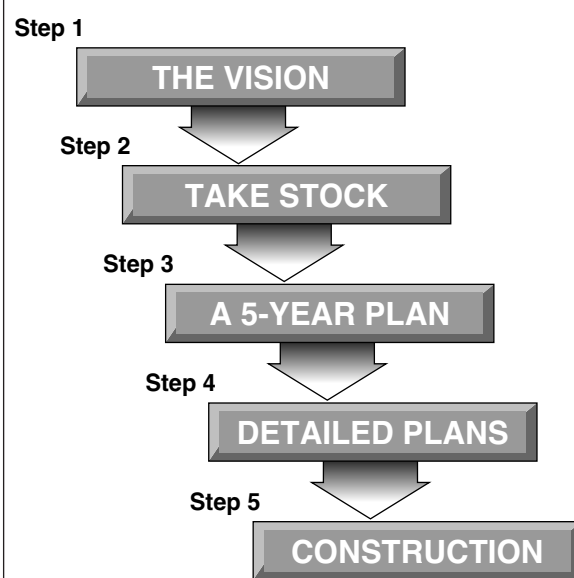 Step 1
THE VISION
Step 2
TAKE STOCK
Step 3
A 5-YEAR PLAN
Step 4
DETAILED PLANS
Step 5
CONSTRUCTION